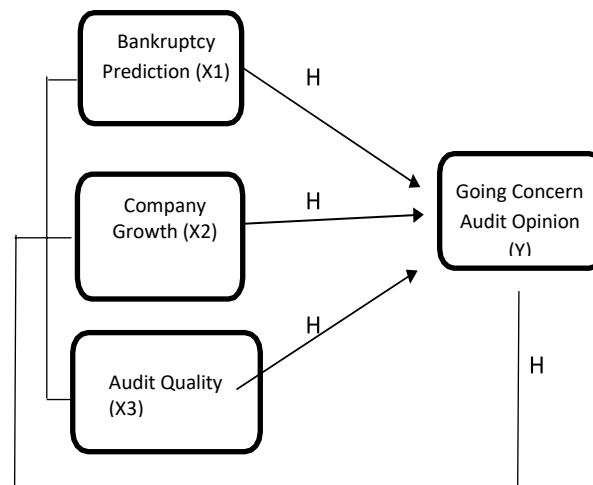 Bankruptcy
Prediction (X1)
H
Company
Growth (X2)
H
Going Concern
Audit Opinion
(Y)
H
Audit Quality
(X3)
H